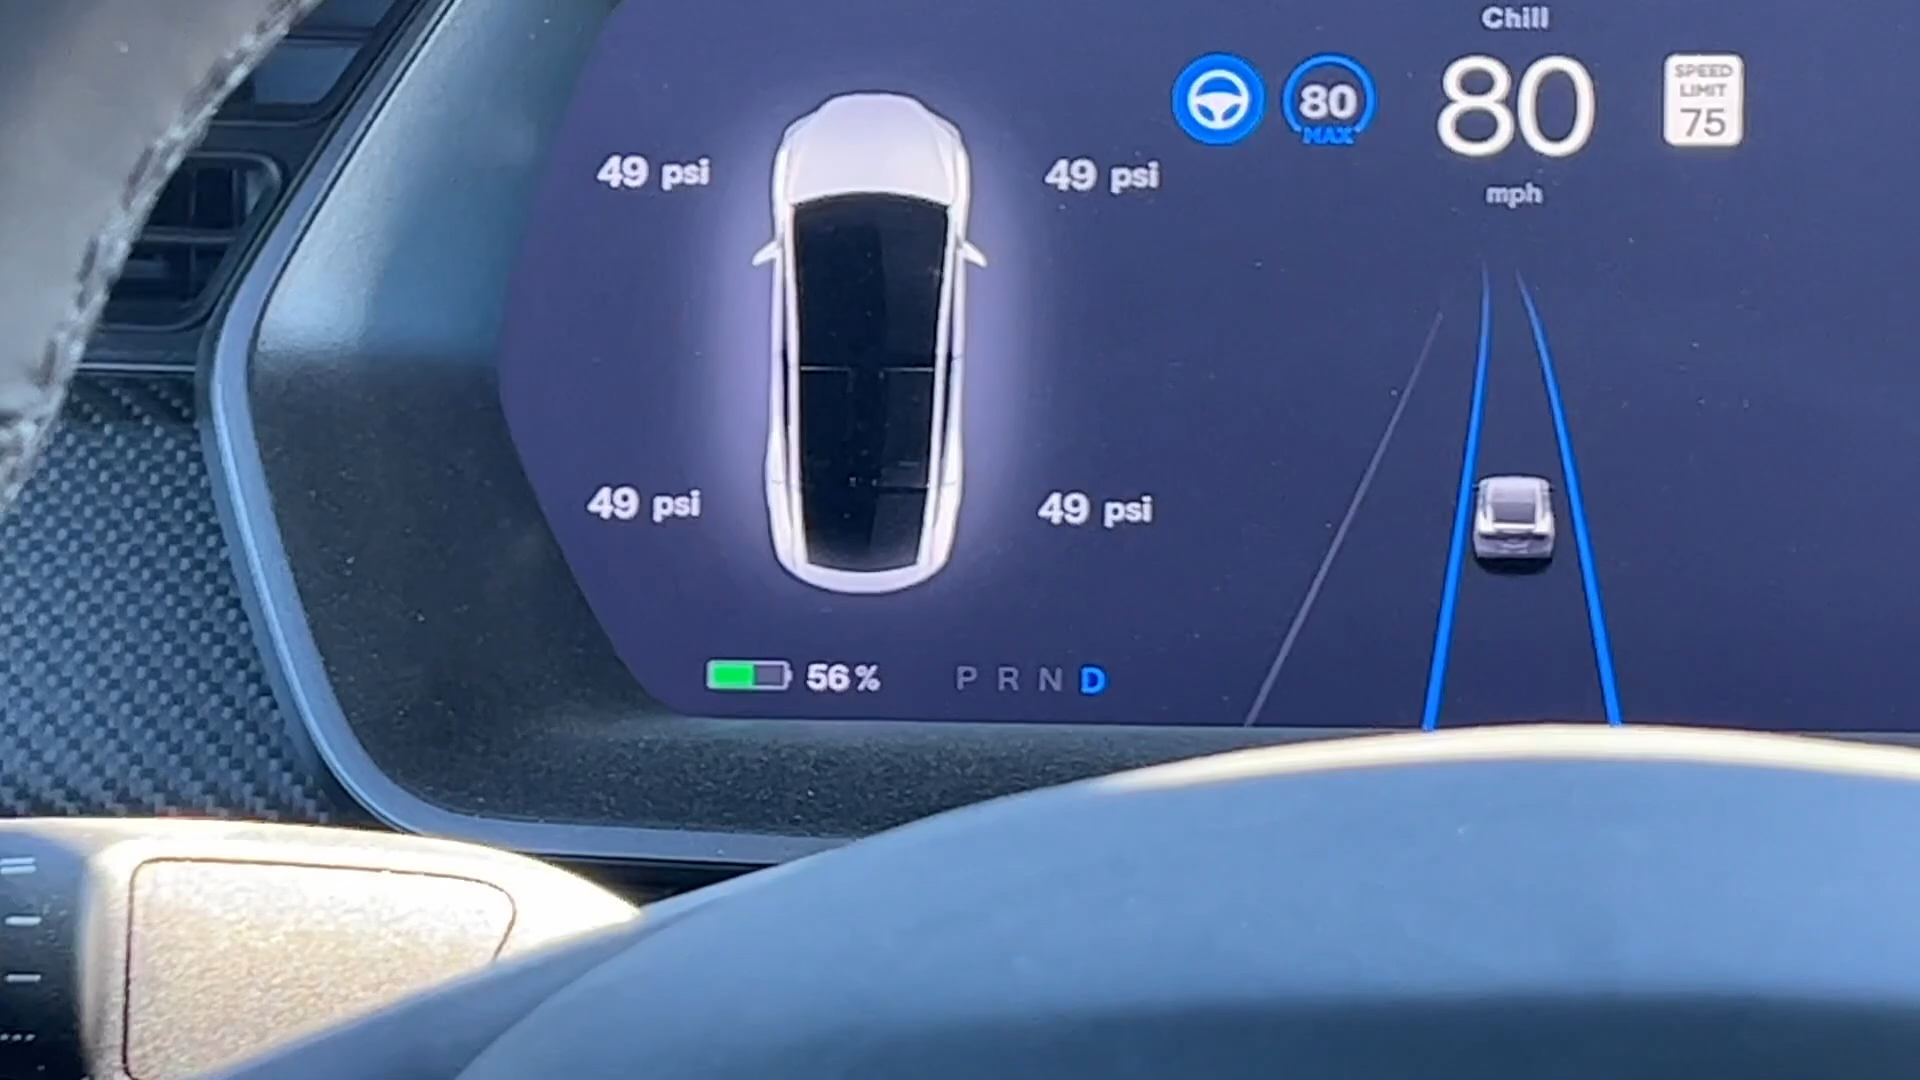 Chill
80
MAX
80
mph
SPEED
LIMIT
75
49 psi
49 psi
49 psi
49 psi
56%
P R N D